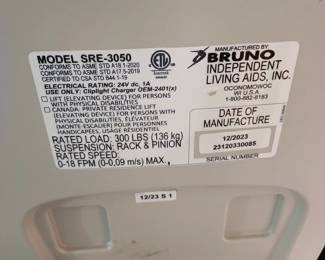 MODEL SRE-3050
CONFORMS TO ASME STD A18.1-2020
CONFORMS TO ASME STD A17.5-2019
CERTIFIED TO CSA STD B44.1-19
ELECTRICAL RATING: 24V dc, 1A
USE ONLY: Cliplight Charger OEM-2401(x)
LIFT (ELEVATING DEVICE) FOR PERSONS
WITH PHYSICAL DISABILITIES
CANADA PRIVATE RESIDENCE LIFT
(ELEVATING DEVICE) FOR PERSONS
WITH PHYSICAL DISABILITIES
RATED LOAD: 300 LBS (136 kg)
SUSPENSION: RACK & PINION
RATED SPEED:
0-18 FPM (0-0,09 m/s) MAX.
ETL
Intertek
MANUFACTURED BY
BRUNO
INDEPENDENT
LIVING AIDS, INC.
OCONOMOWOC
WI U.S.A.
1-800-882-8183
DATE OF
MANUFACTURE
12/2023
23120330085
SERIAL NUMBER
12/23 S 1